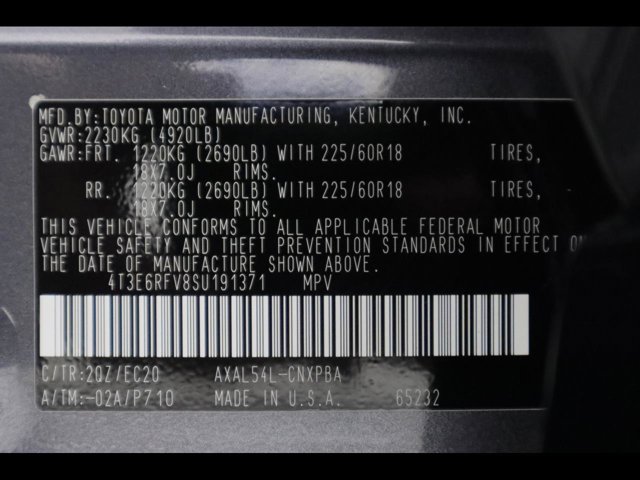 MFD.BY:TOYOTA MOTOR MANUFACTURING, KENTUCKY, INC.
GVWR:2230KG (4920LB)
GAWR:FRT. 1220KG (2690LB) WITH 225/60R18 TIRES,
18X7.0J RIMS.
RR. 1220KG (2690LB) WITH 225/60R18 TIRES,
18X7.0J RIMS.
THIS VEHICLE CONFORMS TO ALL APPLICABLE FEDERAL MOTOR
VEHICLE SAFETY AND THEFT PREVENTION STANDARDS IN EFFECT ON
THE DATE OF MANUFACTURE SHOWN ABOVE.
4T3E6RFV8SU191371 MPV
C/TR:20Z/EC20 AXAL54L-CNXPBA
A/TM:-02A/P710 MADE IN U.S.A. 65232